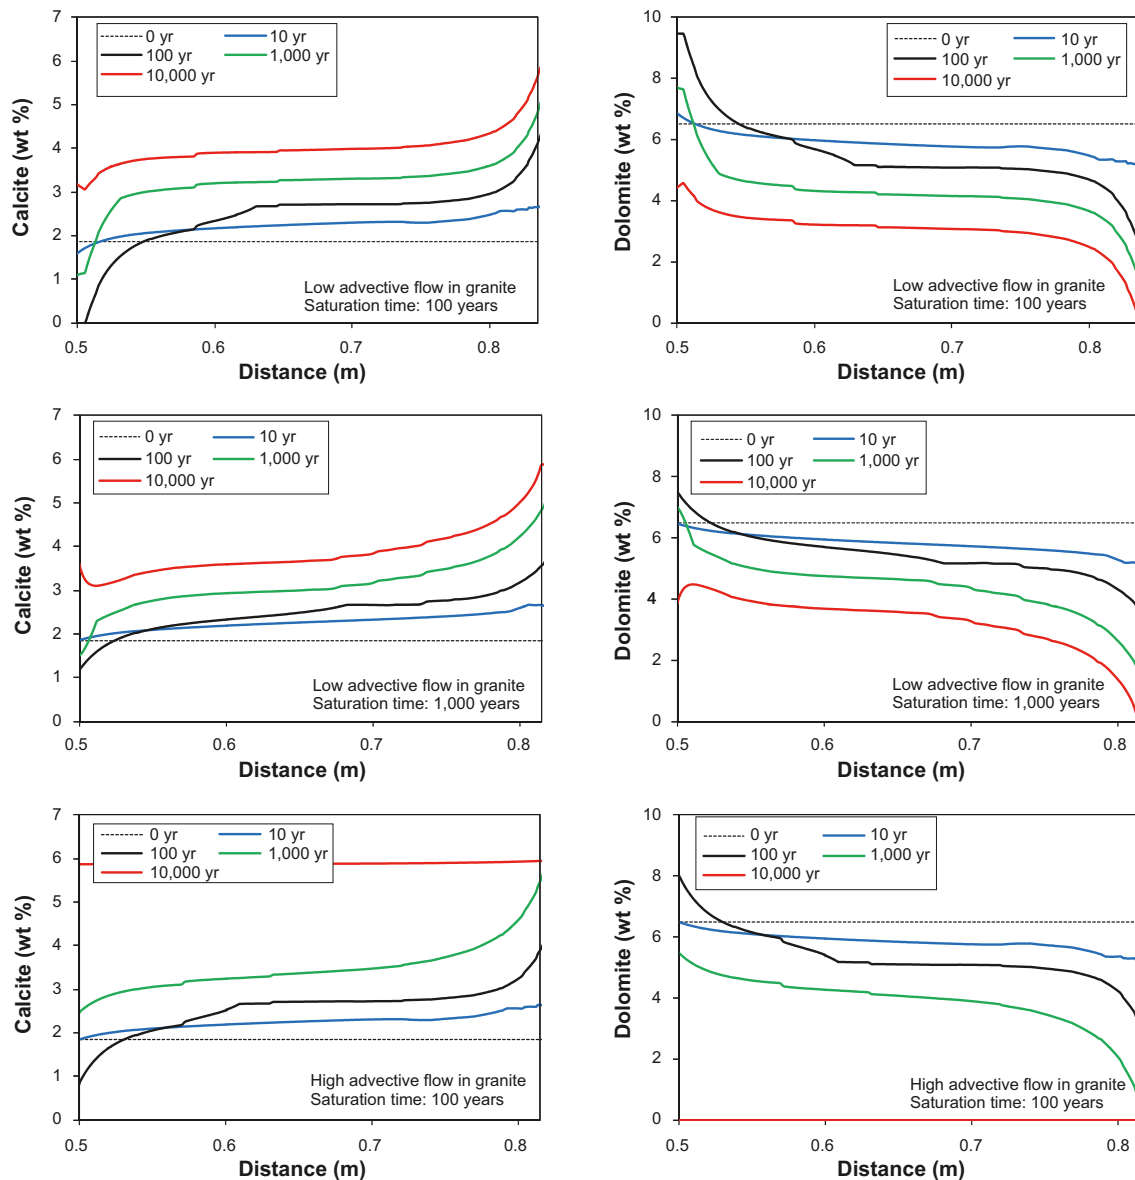 7
6
5
4
3
2
1
0
Calcite (wt %)
0 yr
10 yr
100 yr
1,000 yr
10,000 yr
Low advective flow in granite
Saturation time: 100 years
0.5
0.6
0.7
0.8
Distance (m)
10
8
6
4
2
0
Dolomite (wt %)
0 yr
10 yr
100 yr
1,000 yr
10,000 yr
Low advective flow in granite
Saturation time: 100 years
0.5
0.6
0.7
0.8
Distance (m)
7
6
5
4
3
2
1
0
Calcite (wt %)
0 yr
10 yr
100 yr
1,000 yr
10,000 yr
Low advective flow in granite
Saturation time: 1,000 years
0.5
0.6
0.7
0.8
Distance (m)
10
8
6
4
2
0
Dolomite (wt %)
0 yr
10 yr
100 yr
1,000 yr
10,000 yr
Low advective flow in granite
Saturation time: 1,000 years
0.5
0.6
0.7
0.8
Distance (m)
7
6
5
4
3
2
1
0
Calcite (wt %)
0 yr
10 yr
100 yr
1,000 yr
10,000 yr
High advective flow in granite
Saturation time: 100 years
0.5
0.6
0.7
0.8
Distance (m)
10
8
6
4
2
0
Dolomite (wt %)
0 yr
10 yr
100 yr
1,000 yr
10,000 yr
High advective flow in granite
Saturation time: 100 years
0.5
0.6
0.7
0.8
Distance (m)